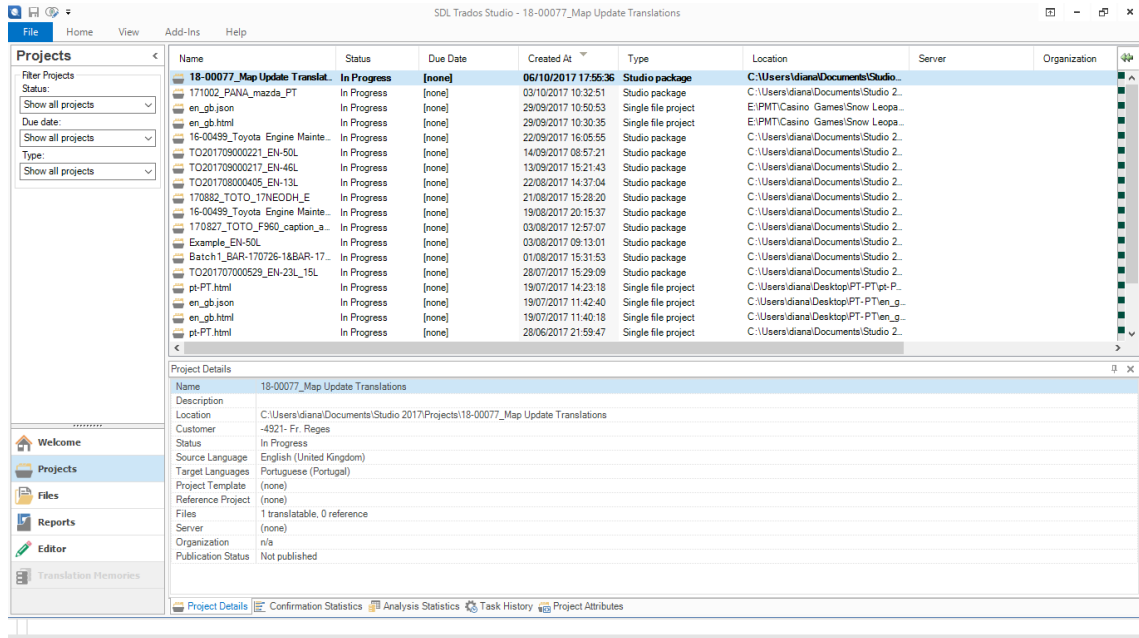 SDL Trados Studio - 18-00077_Map Update Translations
File Home View Add-Ins Help
Projects
Filter Projects
Status:
Show all projects
Due date:
Show all projects
Type:
Show all projects
Name Status Due Date Created At Type Location Server Organization
18-00077_Map Update Translat... In Progress [none] 06/10/2017 17:55:36 Studio package C:\Users\diana\Documents\Studio...
171002_PANA_mazda_PT In Progress [none] 03/10/2017 10:32:51 Studio package C:\Users\diana\Documents\Studio 2...
en_gb.json In Progress [none] 29/09/2017 10:50:53 Single file project E:\PMT\Casino Games\Snow Leopa...
en_gb.html In Progress [none] 29/09/2017 10:30:35 Single file project E:\PMT\Casino Games\Snow Leopa...
16-00499_Toyota Engine Mainte... In Progress [none] 22/09/2017 16:05:55 Studio package C:\Users\diana\Documents\Studio 2...
TO201709000221_EN-50L In Progress [none] 14/09/2017 08:57:21 Studio package C:\Users\diana\Documents\Studio 2...
TO201709000217_EN-46L In Progress [none] 13/09/2017 15:21:43 Studio package C:\Users\diana\Documents\Studio 2...
TO201708000405_EN-13L In Progress [none] 22/08/2017 14:37:04 Studio package C:\Users\diana\Documents\Studio 2...
170882_TOTO_17NEODH_E In Progress [none] 21/08/2017 15:28:20 Studio package C:\Users\diana\Documents\Studio 2...
16-00499_Toyota Engine Mainte... In Progress [none] 19/08/2017 20:15:37 Studio package C:\Users\diana\Documents\Studio 2...
170827_TOTO_F960_caption_a... In Progress [none] 03/08/2017 12:57:07 Studio package C:\Users\diana\Documents\Studio 2...
Example_EN-50L In Progress [none] 03/08/2017 09:13:01 Studio package C:\Users\diana\Documents\Studio 2...
Batch1_BAR-170726-1&BAR-17... In Progress [none] 01/08/2017 15:31:53 Studio package C:\Users\diana\Documents\Studio 2...
TO201707000529_EN-23L_15L In Progress [none] 28/07/2017 15:29:09 Studio package C:\Users\diana\Documents\Studio 2...
pt-PT.html In Progress [none] 19/07/2017 14:23:18 Single file project C:\Users\diana\Desktop\PT-PT\pt-P...
en_gb.json In Progress [none] 19/07/2017 11:42:40 Single file project C:\Users\diana\Desktop\PT-PT\en_g...
en_gb.html In Progress [none] 19/07/2017 11:40:18 Single file project C:\Users\diana\Desktop\PT-PT\en_g...
pt-PT.html In Progress [none] 28/06/2017 21:59:47 Single file project C:\Users\diana\Documents\Studio 2...
Project Details
Name 18-00077_Map Update Translations
Description
Location C:\Users\diana\Documents\Studio 2017\Projects\18-00077_Map Update Translations
Customer -4921- Fr. Reges
Status In Progress
Source Language English (United Kingdom)
Target Languages Portuguese (Portugal)
Project Template (none)
Reference Project (none)
Files 1 translatable, 0 reference
Server (none)
Organization n/a
Publication Status Not published
Welcome
Projects
Files
Reports
Editor
Translation Memories
Project Details Confirmation Statistics Analysis Statistics Task History Project Attributes